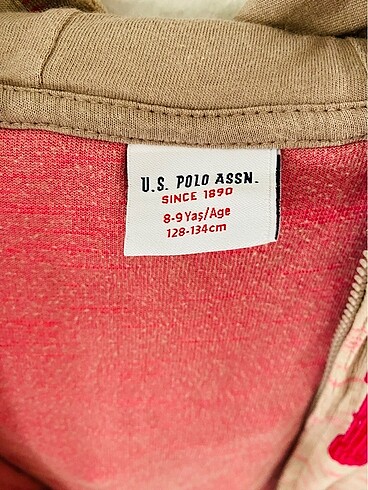 U.S. POLO ASSN.
SINCE 1890
8-9 Yaş/Age
128-134cm